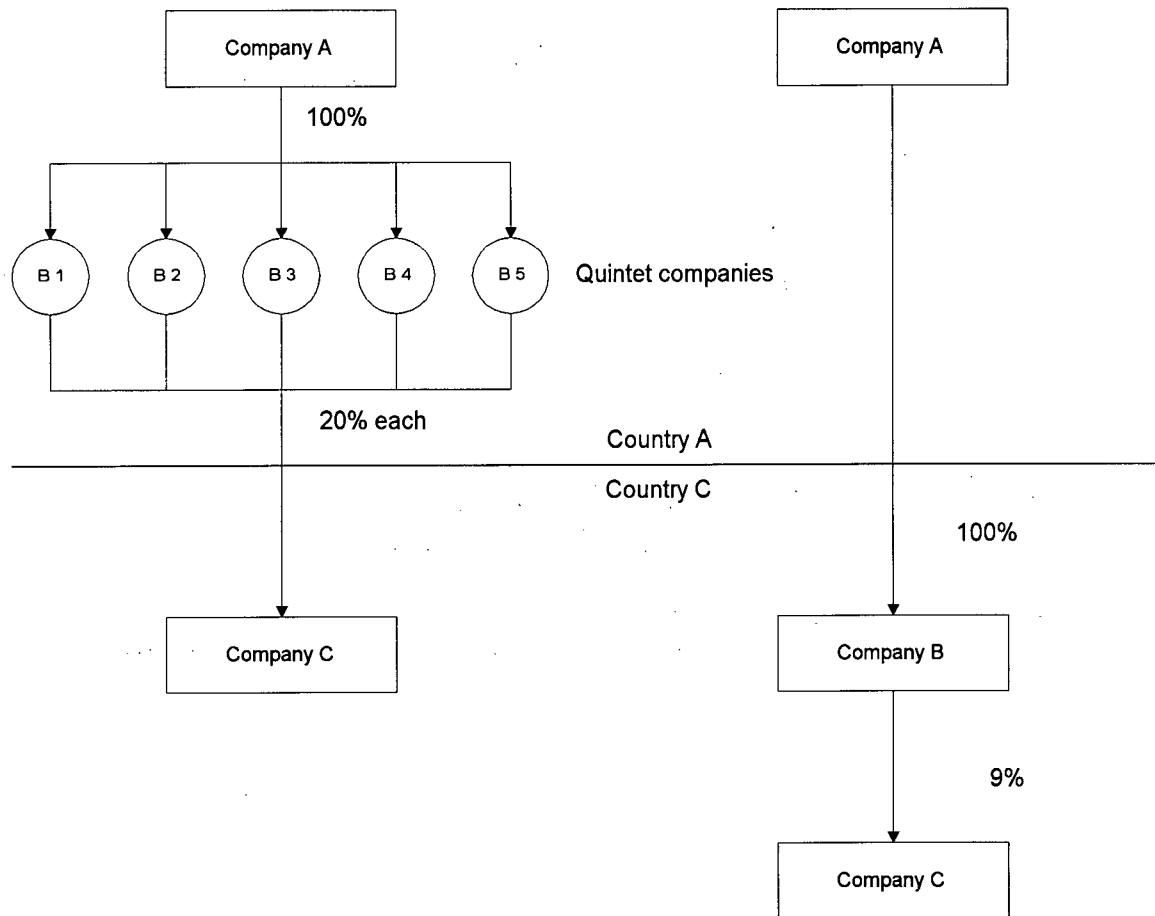 Company A
Company A
100%
B 1
B 2
B 3
B 4
B 5
Quintet companies
20% each
Country A
Country C
100%
Company C
Company B
9%
Company C